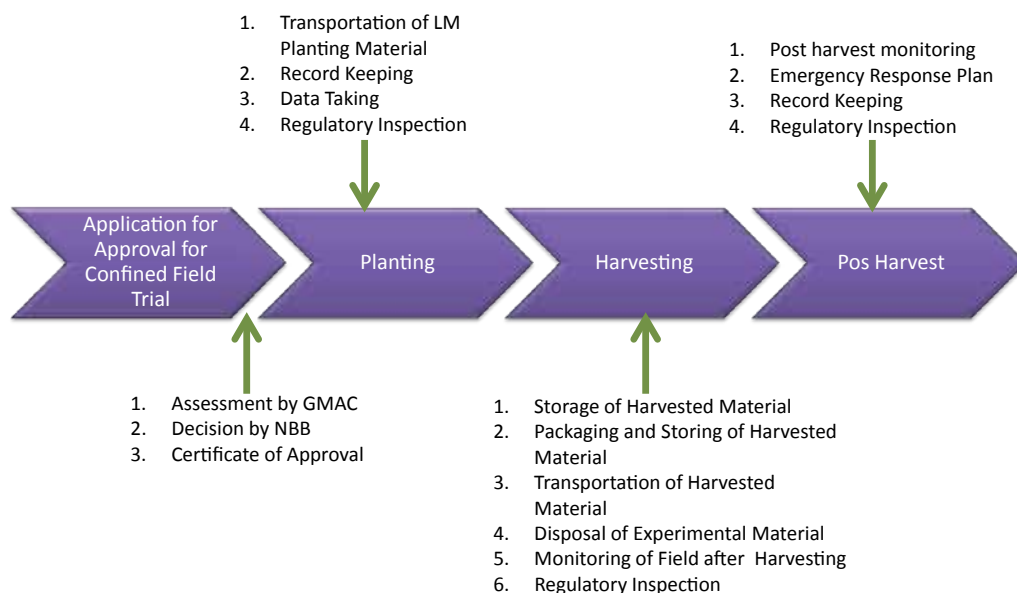 1. Transportation of LM
Planting Material
2. Record Keeping
3. Data Taking
4. Regulatory Inspection
1. Post harvest monitoring
2. Emergency Response Plan
3. Record Keeping
4. Regulatory Inspection
Application for
Approval for
Confined Field
Trial
Planting
Harvesting
Pos Harvest
1. Assessment by GMAC
2. Decision by NBB
3. Certificate of Approval
1. Storage of Harvested Material
2. Packaging and Storing of Harvested
Material
3. Transportation of Harvested
Material
4. Disposal of Experimental Material
5. Monitoring of Field after Harvesting
6. Regulatory Inspection